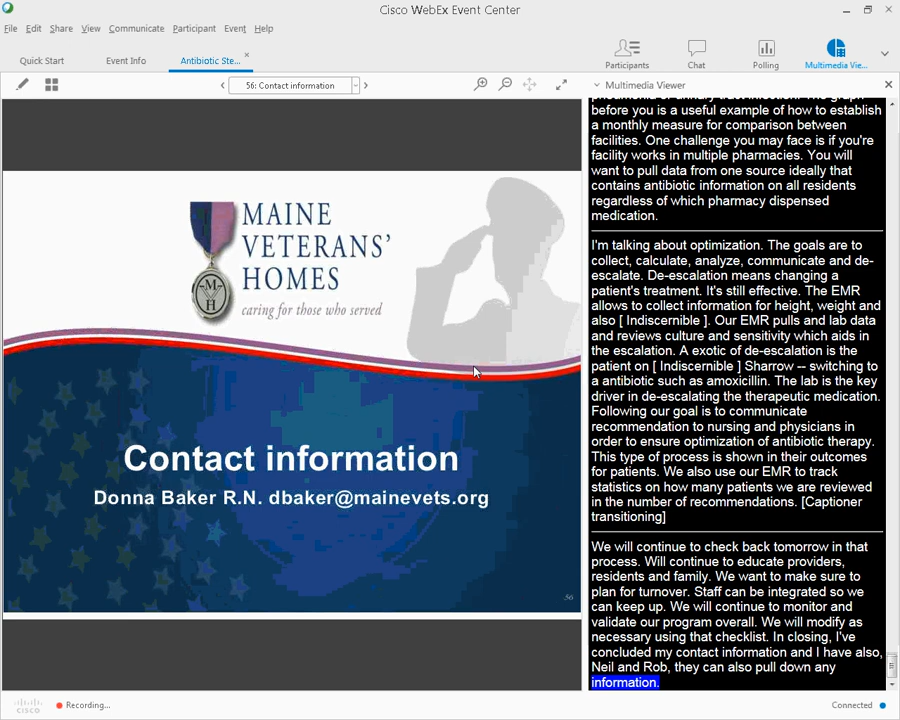 Cisco WebEx Event Center
File Edit Share View Communicate Participant Event Help
Quick Start Event Info Antibiotic Ste... ×
Participants Chat Polling Multimedia Vie...
56: Contact information
Multimedia Viewer
before you is a useful example of how to establish
a monthly measure for comparison between
facilities. One challenge you may face is if you're
facility works in multiple pharmacies. You will
want to pull data from one source ideally that
contains antibiotic information on all residents
regardless of which pharmacy dispensed
medication.
I'm talking about optimization. The goals are to
collect, calculate, analyze, communicate and de-
escalate. De-escalation means changing a
patient's treatment. It's still effective. The EMR
allows to collect information for height, weight and
also [ Indiscernible ]. Our EMR pulls and lab data
and reviews culture and sensitivity which aids in
the escalation. A exotic of de-escalation is the
patient on [ Indiscernible ] Sharrow -- switching to
a antibiotic such as amoxicillin. The lab is the key
driver in de-escalating the therapeutic medication.
Following our goal is to communicate
recommendation to nursing and physicians in
order to ensure optimization of antibiotic therapy.
This type of process is shown in their outcomes
for patients. We also use our EMR to track
statistics on how many patients we are reviewed
in the number of recommendations. [Captioner
transitioning]
We will continue to check back tomorrow in that
process. Will continue to educate providers,
residents and family. We want to make sure to
plan for turnover. Staff can be integrated so we
can keep up. We will continue to monitor and
validate our program overall. We will modify as
necessary using that checklist. In closing, I've
concluded my contact information and I have also,
Neil and Rob, they can also pull down any
information.
MAINE
VETERANS'
HOMES
caring for those who served
M
V
H
Contact information
Donna Baker R.N. dbaker@mainevets.org
56
cisco
Recording...
Connected